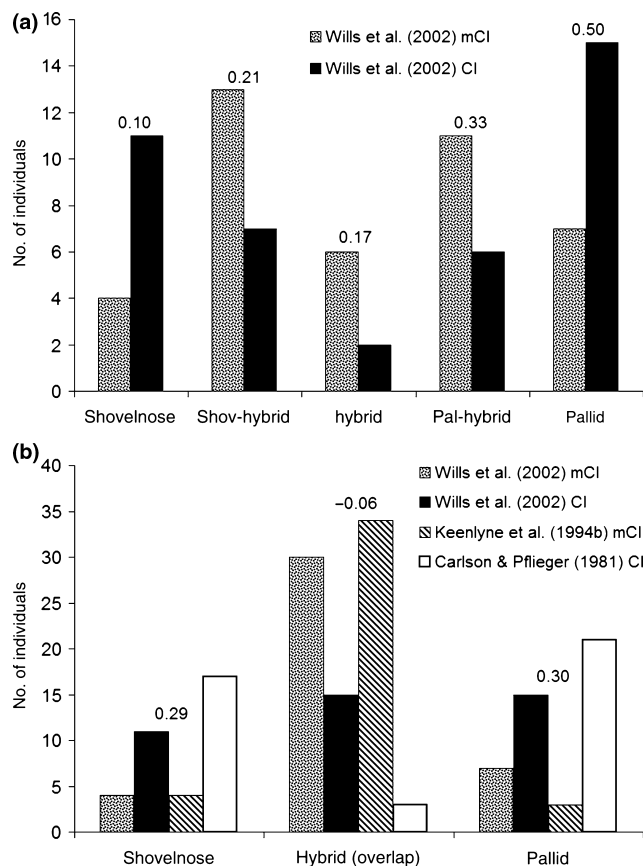 (a)
16
14
12
10
8
6
4
2
0
No. of individuals
Wills et al. (2002) mCI
Wills et al. (2002) CI
0.10
0.21
0.17
0.33
0.50
Shovelnose
Shov-hybrid
hybrid
Pal-hybrid
Pallid
(b)
40
35
30
25
20
15
10
5
0
No. of individuals
Wills et al. (2002) mCI
Wills et al. (2002) CI
Keenlyne et al. (1994b) mCI
Carlson & Pflieger (1981) CI
0.29
–0.06
0.30
Shovelnose
Hybrid (overlap)
Pallid